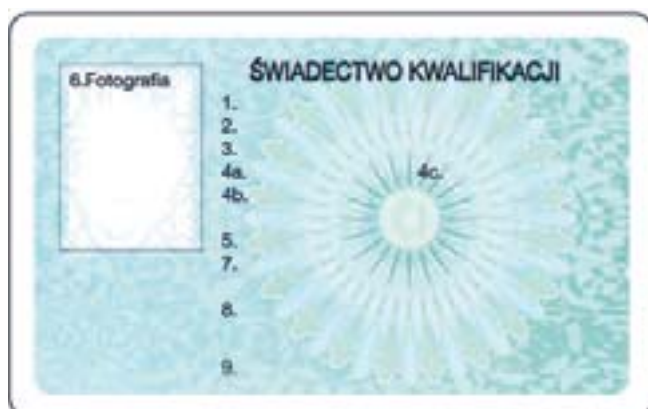 6.Fotografia
ŚWIADECTWO KWALIFIKACJI
1.
2.
3.
4a.
4c.
4b.
5.
7.
8.
9.